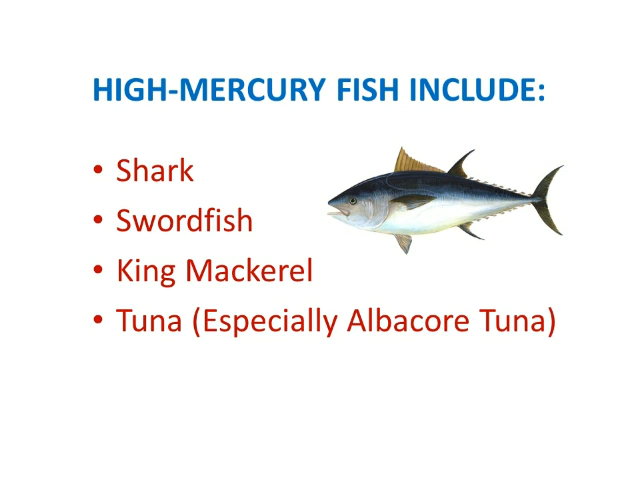 HIGH-MERCURY FISH INCLUDE:
• Shark
• Swordfish
• King Mackerel
• Tuna (Especially Albacore Tuna)